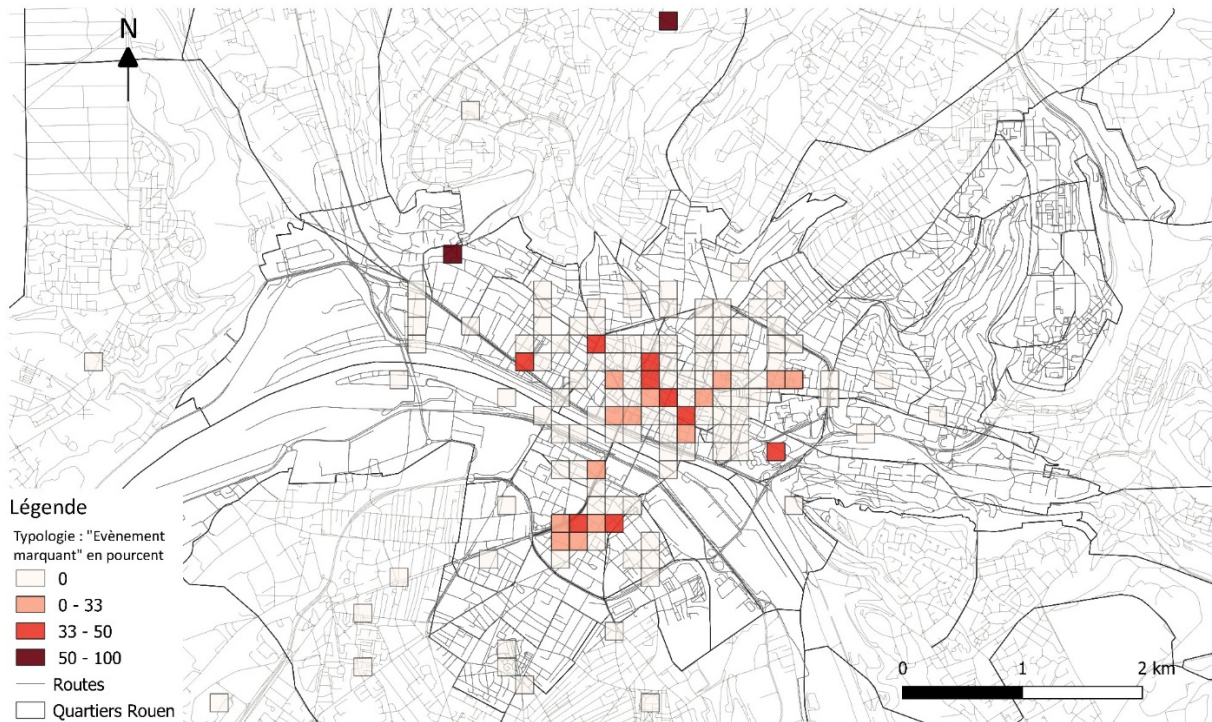 N
Légende
Typologie : "Evènement
marquant" en pourcent
0
0 - 33
33 - 50
50 - 100
Routes
Quartiers Rouen
0 1 2 km